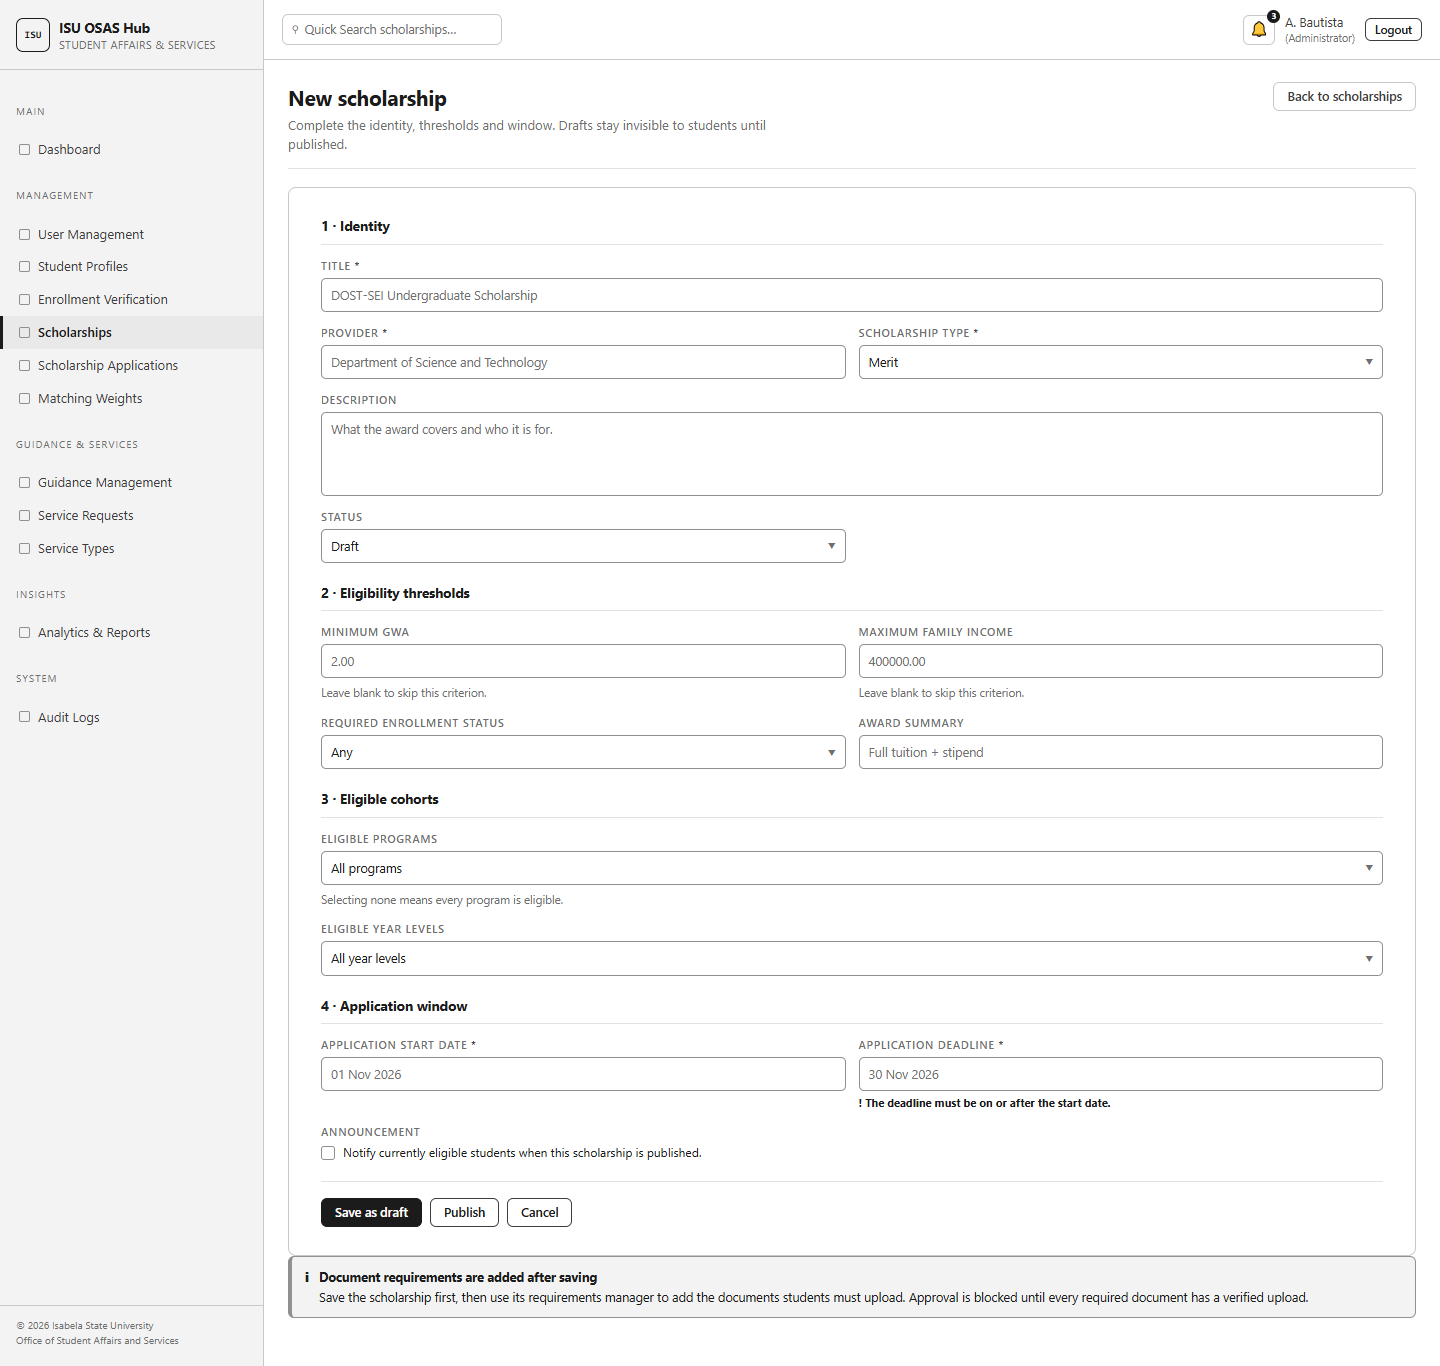 ISU
ISU OSAS Hub
STUDENT AFFAIRS & SERVICES
MAIN
Dashboard
MANAGEMENT
User Management
Student Profiles
Enrollment Verification
Scholarships
Scholarship Applications
Matching Weights
GUIDANCE & SERVICES
Guidance Management
Service Requests
Service Types
INSIGHTS
Analytics & Reports
SYSTEM
Audit Logs
© 2026 Isabela State University
Office of Student Affairs and Services
Quick Search scholarships...
3
A. Bautista
(Administrator)
Logout
New scholarship
Back to scholarships
Complete the identity, thresholds and window. Drafts stay invisible to students until
published.
1 · Identity
TITLE *
DOST-SEI Undergraduate Scholarship
PROVIDER *
Department of Science and Technology
SCHOLARSHIP TYPE *
Merit
DESCRIPTION
What the award covers and who it is for.
STATUS
Draft
2 · Eligibility thresholds
MINIMUM GWA
2.00
Leave blank to skip this criterion.
MAXIMUM FAMILY INCOME
400000.00
Leave blank to skip this criterion.
REQUIRED ENROLLMENT STATUS
Any
AWARD SUMMARY
Full tuition + stipend
3 · Eligible cohorts
ELIGIBLE PROGRAMS
All programs
Selecting none means every program is eligible.
ELIGIBLE YEAR LEVELS
All year levels
4 · Application window
APPLICATION START DATE *
01 Nov 2026
APPLICATION DEADLINE *
30 Nov 2026
! The deadline must be on or after the start date.
ANNOUNCEMENT
Notify currently eligible students when this scholarship is published.
Save as draft
Publish
Cancel
i Document requirements are added after saving
Save the scholarship first, then use its requirements manager to add the documents students must upload. Approval is blocked until every required document has a verified upload.